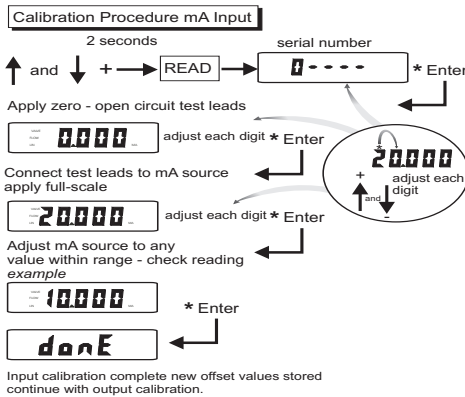 Calibration Procedure mA Input
2 seconds
serial number
and + READ 0 - - - - * Enter
Apply zero - open circuit test leads
0.000 adjust each digit * Enter
20.000
adjust each
digit
+
and
-
Connect test leads to mA source
apply full-scale
20.000 adjust each digit * Enter
Adjust mA source to any
value within range - check reading
example
10.000
* Enter
donE
Input calibration complete new offset values stored
continue with output calibration.